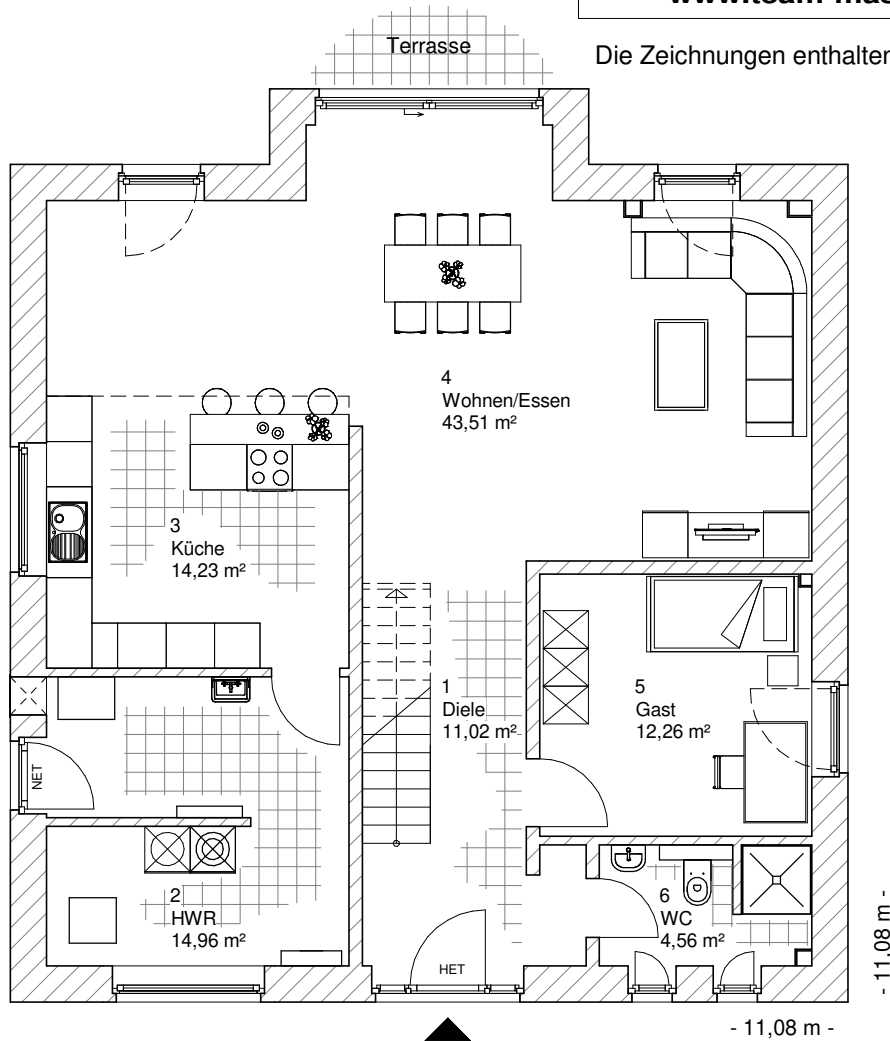 Terrasse
Die Zeichnungen enthalten
4
Wohnen/Essen
43,51 m²
3
Küche
14,23 m²
1
Diele
11,02 m²
5
Gast
12,26 m²
NET
2
HWR
14,96 m²
6
WC
4,56 m²
HET
- 11,08 m -
- 11,08 m -